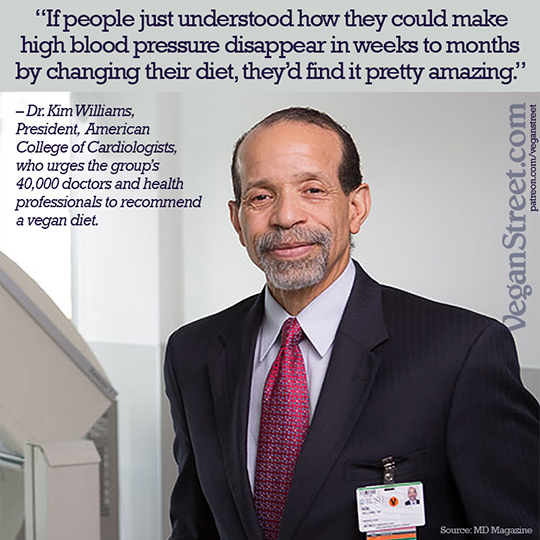 “If people just understood how they could make
high blood pressure disappear in weeks to months
by changing their diet, they’d find it pretty amazing.”
– Dr. Kim Williams,
President, American
College of Cardiologists,
who urges the group’s
40,000 doctors and health
professionals to recommend
a vegan diet.
VeganStreet.com
patreon.com/veganstreet
Source: MD Magazine